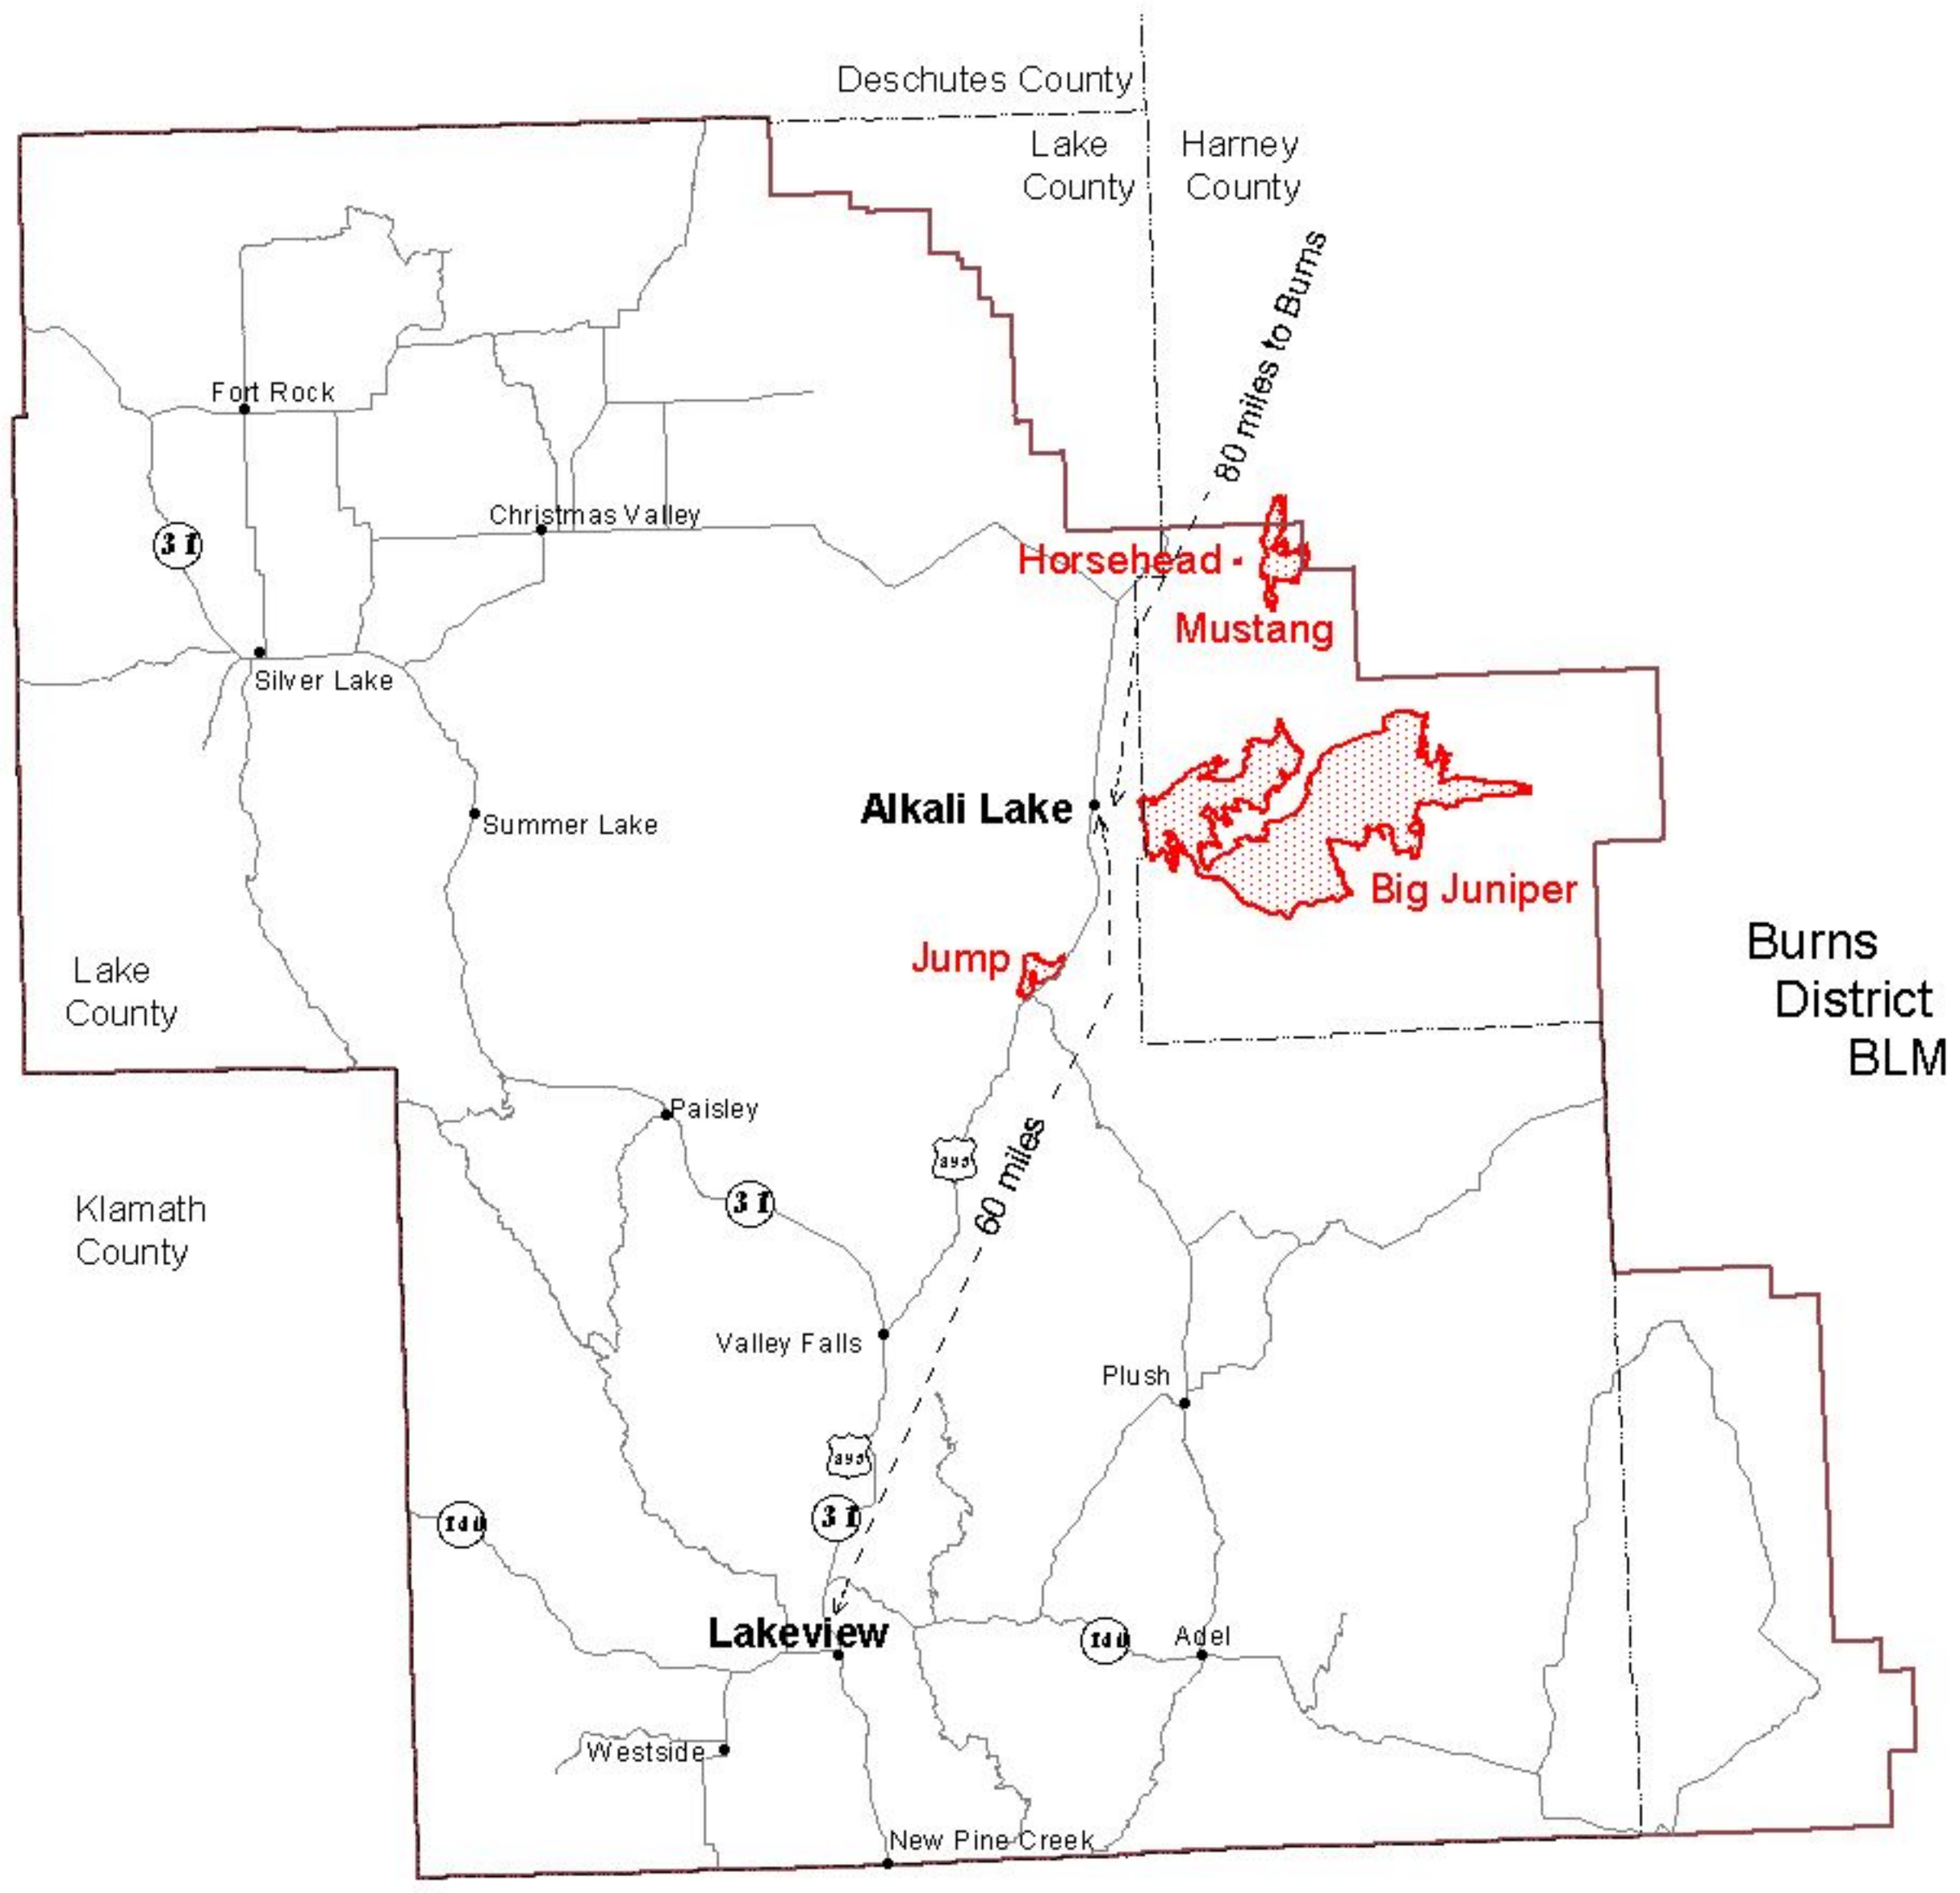 Deschutes County
Lake
County
Harney
County
80 miles to Burns
Fort Rock
Christmas Valley
31
Horsehead
Mustang
Silver Lake
Alkali Lake
Summer Lake
Big Juniper
Burns
District
BLM
Jump
Lake
County
Paisley
395
60 miles
31
Klamath
County
Valley Falls
Plush
395
31
140
Lakeview
140
Adel
Westside
New Pine Creek